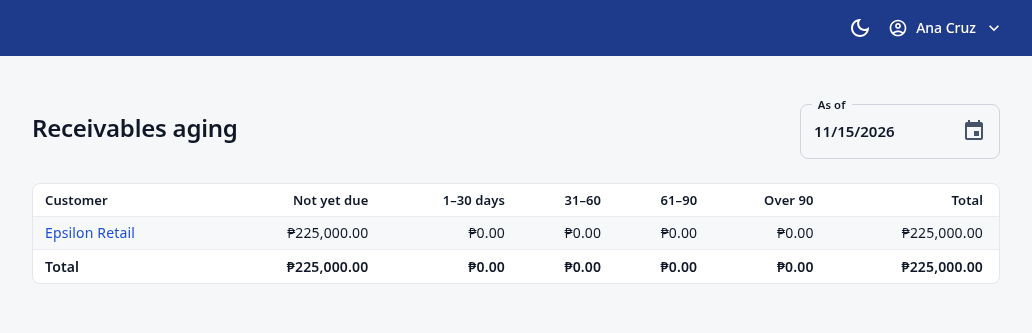 Ana Cruz
Receivables aging
As of
11/15/2026
Customer Not yet due 1–30 days 31–60 61–90 Over 90 Total
Epsilon Retail ₱225,000.00 ₱0.00 ₱0.00 ₱0.00 ₱0.00 ₱225,000.00
Total ₱225,000.00 ₱0.00 ₱0.00 ₱0.00 ₱0.00 ₱225,000.00